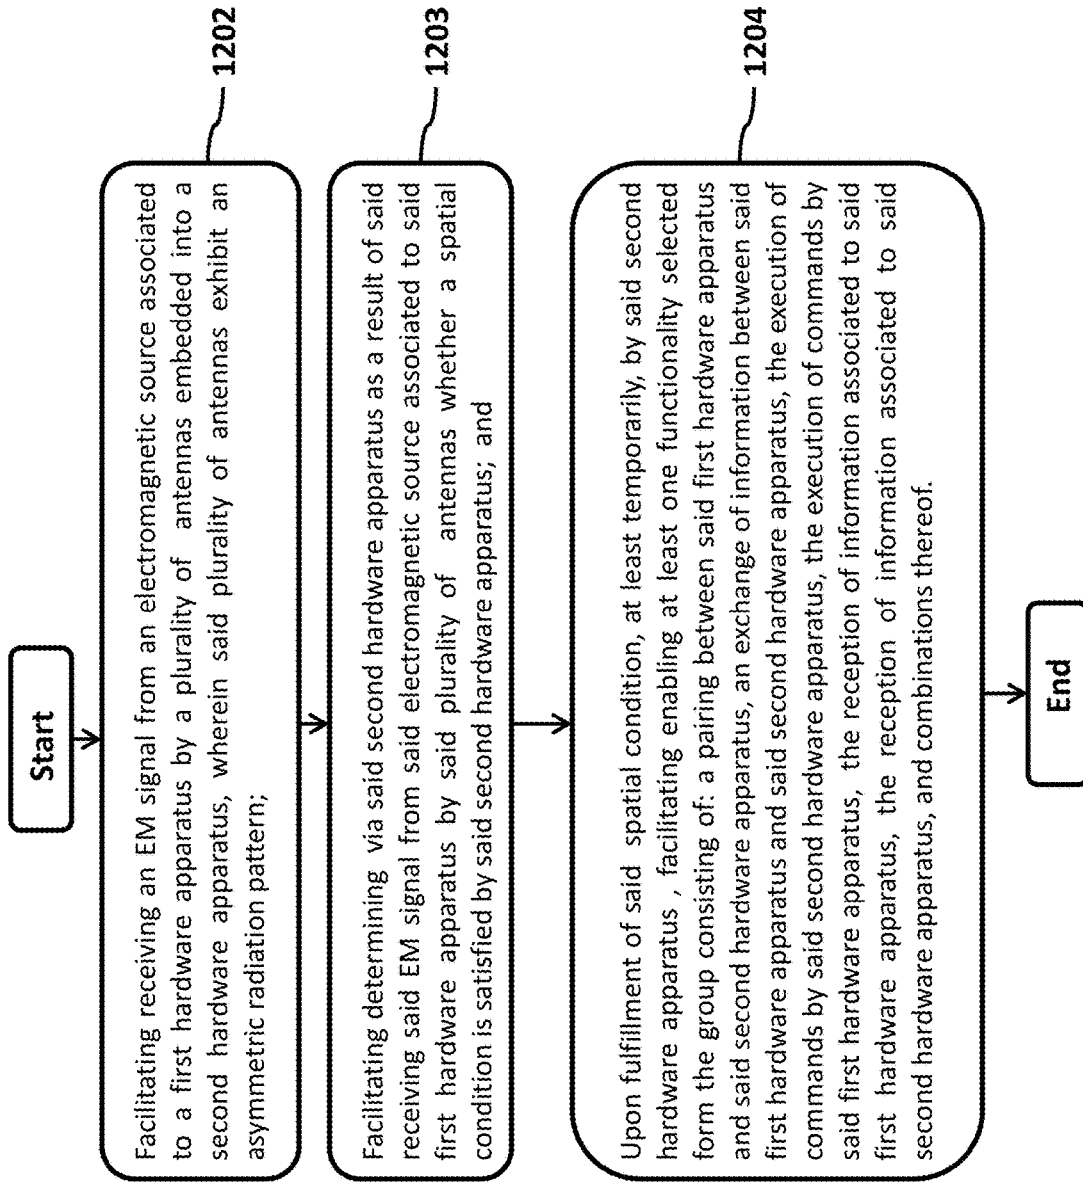 Start
Facilitating receiving an EM signal from an electromagnetic source associated
to a first hardware apparatus by a plurality of antennas embedded into a
second hardware apparatus, wherein said plurality of antennas exhibit an
asymmetric radiation pattern;
1202
Facilitating determining via said second hardware apparatus as a result of said
receiving said EM signal from said electromagnetic source associated to said
first hardware apparatus by said plurality of antennas whether a spatial
condition is satisfied by said second hardware apparatus; and
1203
Upon fulfillment of said spatial condition, at least temporarily, by said second
hardware apparatus , facilitating enabling at least one functionality selected
form the group consisting of: a pairing between said first hardware apparatus
and said second hardware apparatus, an exchange of information between said
first hardware apparatus and said second hardware apparatus, the execution of
commands by said second hardware apparatus, the execution of commands by
said first hardware apparatus, the reception of information associated to said
first hardware apparatus, the reception of information associated to said
second hardware apparatus, and combinations thereof.
1204
End